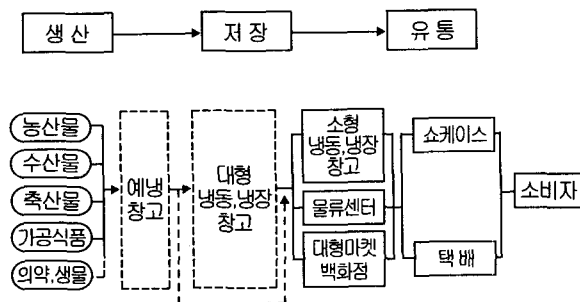 생 산
저 장
유 통
농산물
수산물
축산물
가공식품
의약,생물
예냉
창고
대형
냉동,냉장
창고
소형
냉동,냉장
창고
물류센터
대형마켓
백화점
쇼케이스
택 배
소비자